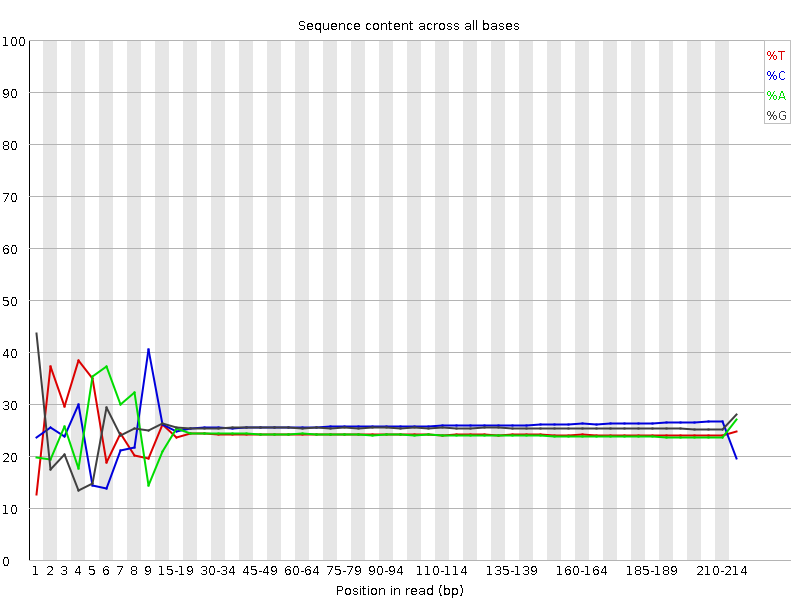 Sequence content across all bases
100
90
80
70
60
50
40
30
20
10
0
%T
%C
%A
%G
1 2 3 4 5 6 7 8 9 15-19 30-34 45-49 60-64 75-79 90-94 110-114 135-139 160-164 185-189 210-214
Position in read (bp)